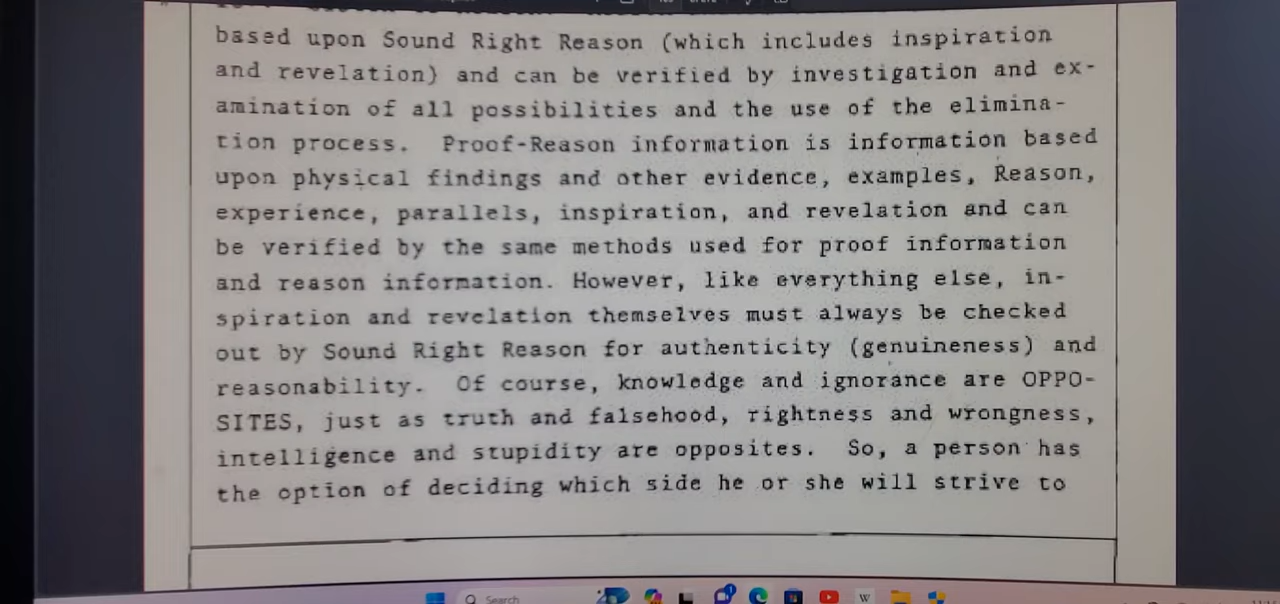 based upon Sound Right Reason (which includes inspiration
and revelation) and can be verified by investigation and ex-
amination of all possibilities and the use of the elimina-
tion process. Proof-Reason information is information based
upon physical findings and other evidence, examples, Reason,
experience, parallels, inspiration, and revelation and can
be verified by the same methods used for proof information
and reason information. However, like everything else, in-
spiration and revelation themselves must always be checked
out by Sound Right Reason for authenticity (genuineness) and
reasonability. Of course, knowledge and ignorance are OPPO-
SITES, just as truth and falsehood, rightness and wrongness,
intelligence and stupidity are opposites. So, a person has
the option of deciding which side he or she will strive to
Search
W